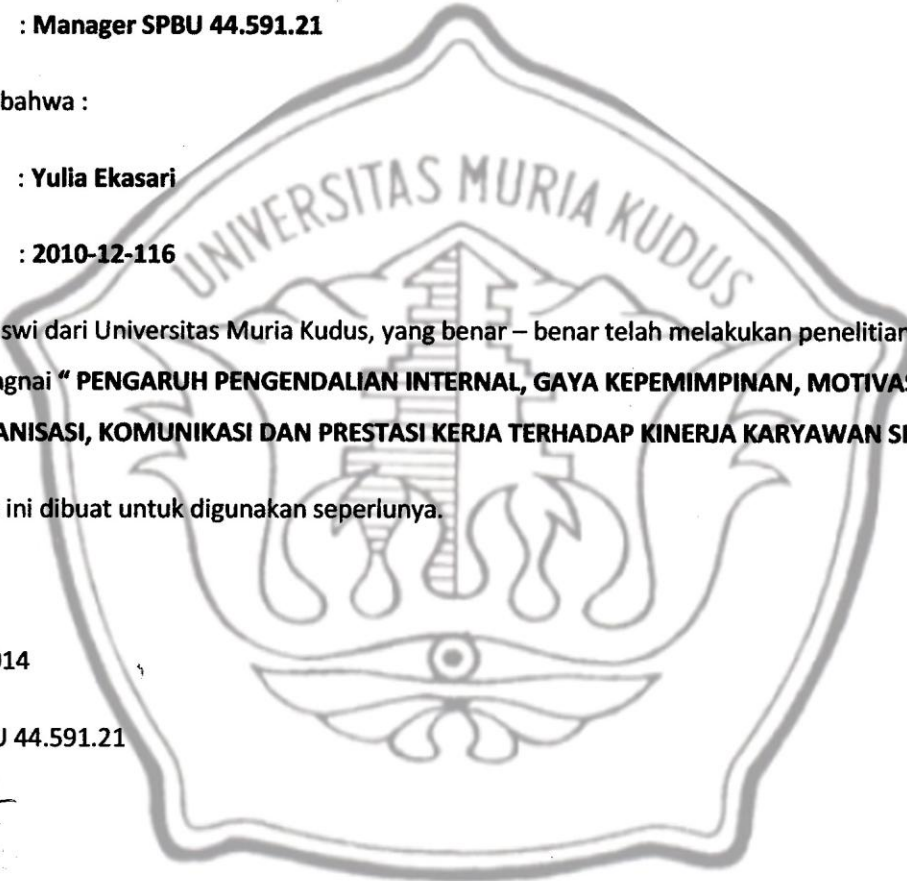 : Manager SPBU 44.591.21
bahwa :
: Yulia Ekasari
: 2010-12-116
UNIVERSITAS MURIA KUDUS
swi dari Universitas Muria Kudus, yang benar – benar telah melakukan penelitian
gnai “ PENGARUH PENGENDALIAN INTERNAL, GAYA KEPEMIMPINAN, MOTIVAS
ANISASI, KOMUNIKASI DAN PRESTASI KERJA TERHADAP KINERJA KARYAWAN
ini dibuat untuk digunakan seperlunya.
014
U 44.591.21